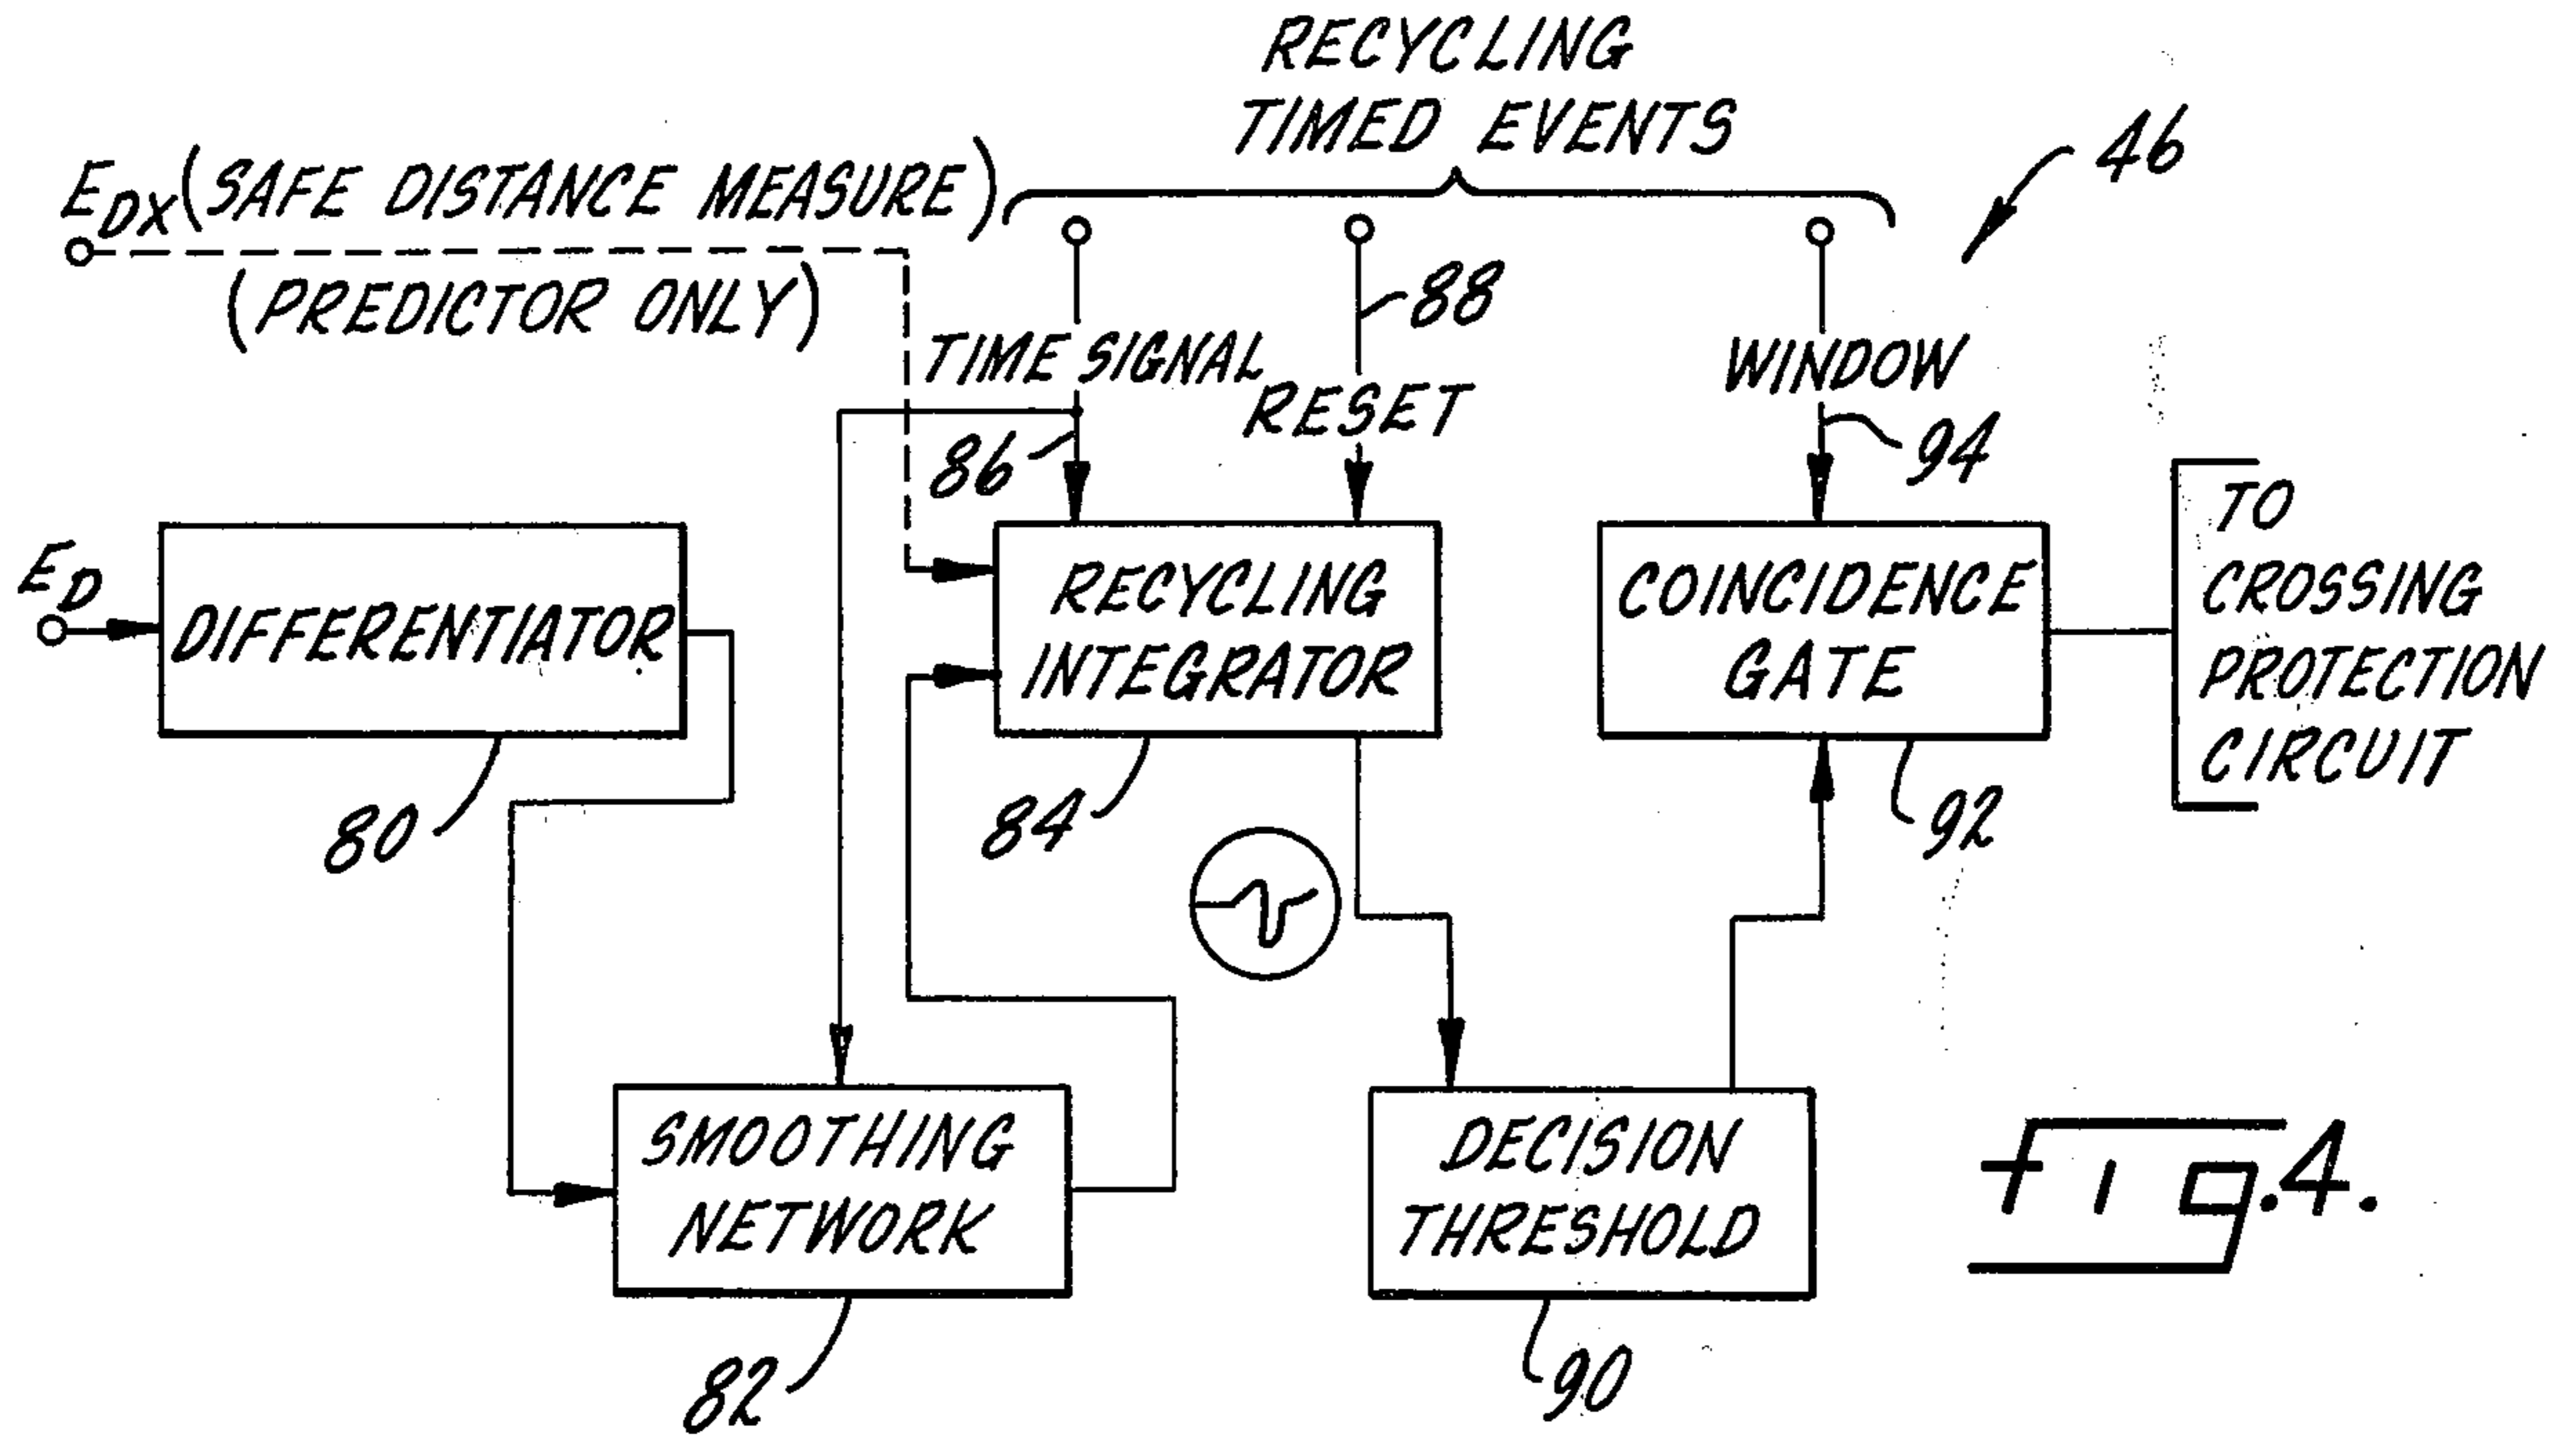 RECYCLING
TIMED EVENTS
46
EDX (SAFE DISTANCE MEASURE)
(PREDICTOR ONLY)
88
TIME SIGNAL
RESET
WINDOW
86
94
ED
DIFFERENTIATOR
RECYCLING
INTEGRATOR
COINCIDENCE
GATE
TO
CROSSING
PROTECTION
CIRCUIT
80
84
92
SMOOTHING
NETWORK
DECISION
THRESHOLD
fig.4.
82
90